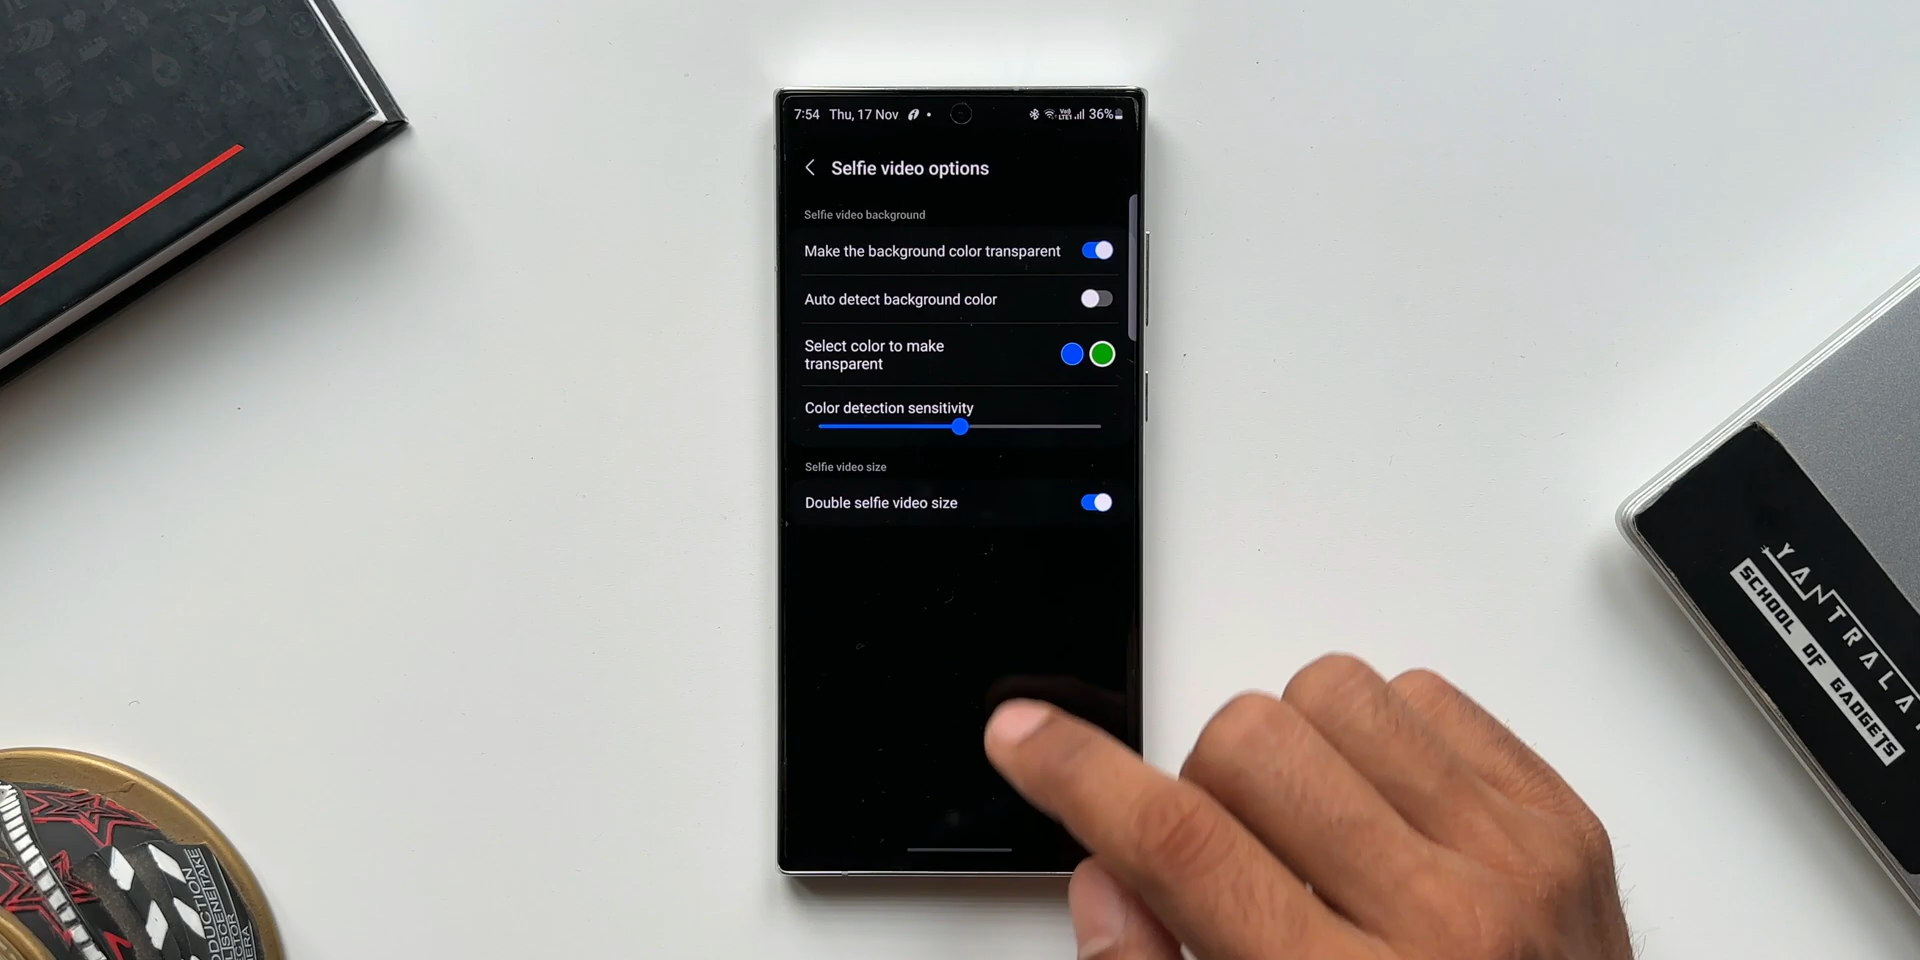 7:54 Thu, 17 Nov
36%
Selfie video options
Selfie video background
Make the background color transparent
Auto detect background color
Select color to make
transparent
Color detection sensitivity
Selfie video size
Double selfie video size
SCHOOL OF GADGETS
SCENE|TAKE